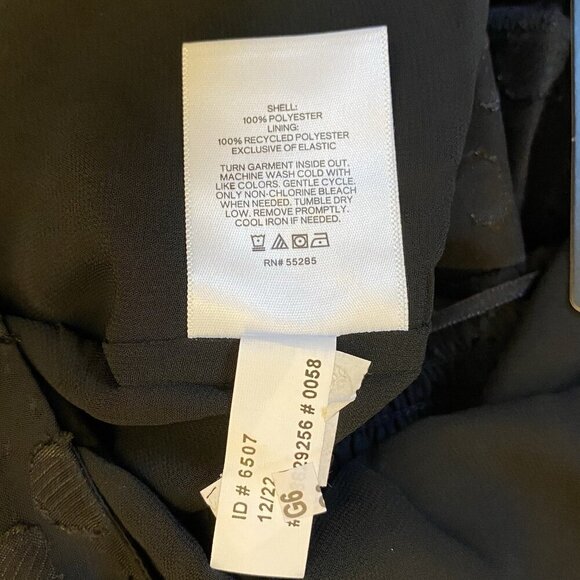 SHELL:
100% POLYESTER
LINING:
100% RECYCLED POLYESTER
EXCLUSIVE OF ELASTIC
TURN GARMENT INSIDE OUT.
MACHINE WASH COLD WITH
LIKE COLORS. GENTLE CYCLE.
ONLY NON-CHLORINE BLEACH
WHEN NEEDED. TUMBLE DRY
LOW. REMOVE PROMPTLY.
COOL IRON IF NEEDED.
RN# 55285
ID # 6507
12/22
#G6 29256 # 0058